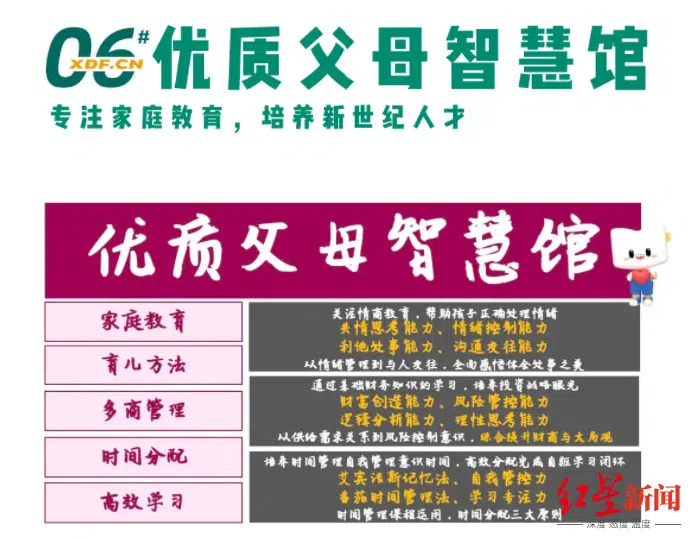 06#
XDF.CN
优质父母智慧馆
专注家庭教育，培养新世纪人才
优质父母智慧馆
家庭教育
育儿方法
多商管理
时间分配
高效学习
关注情商教育，帮助孩子正确处理情绪
共情思考能力、情绪控制能力
利他处事能力、沟通交往能力
从情绪管理到与人交往，全面感悟体会处事之美
通过基础财务知识的学习，培养投资战略眼光
财富创造能力、风险管控能力
逻辑分析能力、理性思考能力
从供给需求关系到风险控制意识，综合提升财商与大局观
培养时间管理自我管理意识时间，高效分配完成自驱学习闭环
艾宾浩斯记忆法、自我管控力
番茄时间管理法、学习专注力
时间管理课程运用，时间分配三大原则
红星新闻
深度 态度 温度